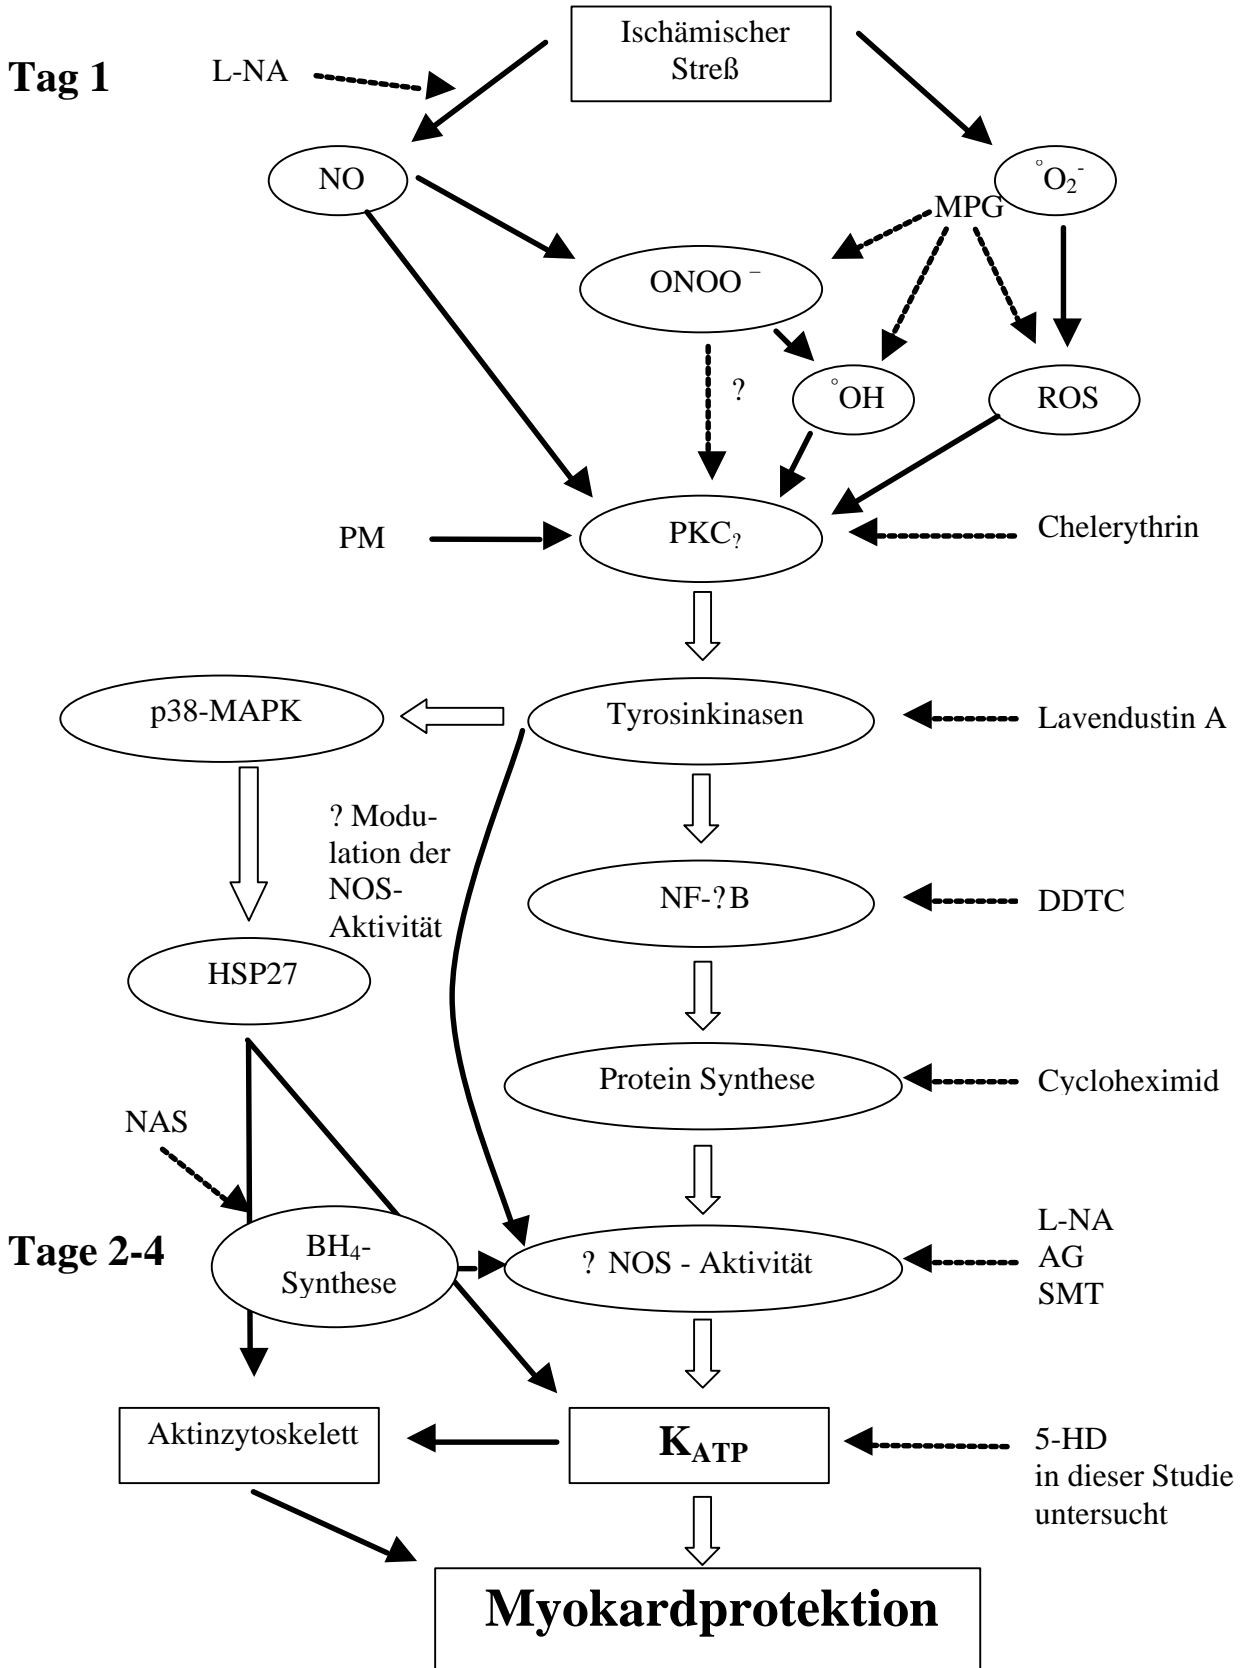 Ischämischer
Streß
Tag 1
L-NA
NO
°O₂⁻
MPG
ONOO ⁻
?
°OH
ROS
PM
PKC?
Chelerythrin
p38-MAPK
Tyrosinkinasen
Lavendustin A
? Modu-
lation der
NOS-
Aktivität
NF-?B
DDTC
HSP27
Protein Synthese
Cycloheximid
NAS
Tage 2-4
BH₄-
Synthese
? NOS - Aktivität
L-NA
AG
SMT
Aktinzytoskelett
K_ATP
5-HD
in dieser Studie
untersucht
Myokardprotektion